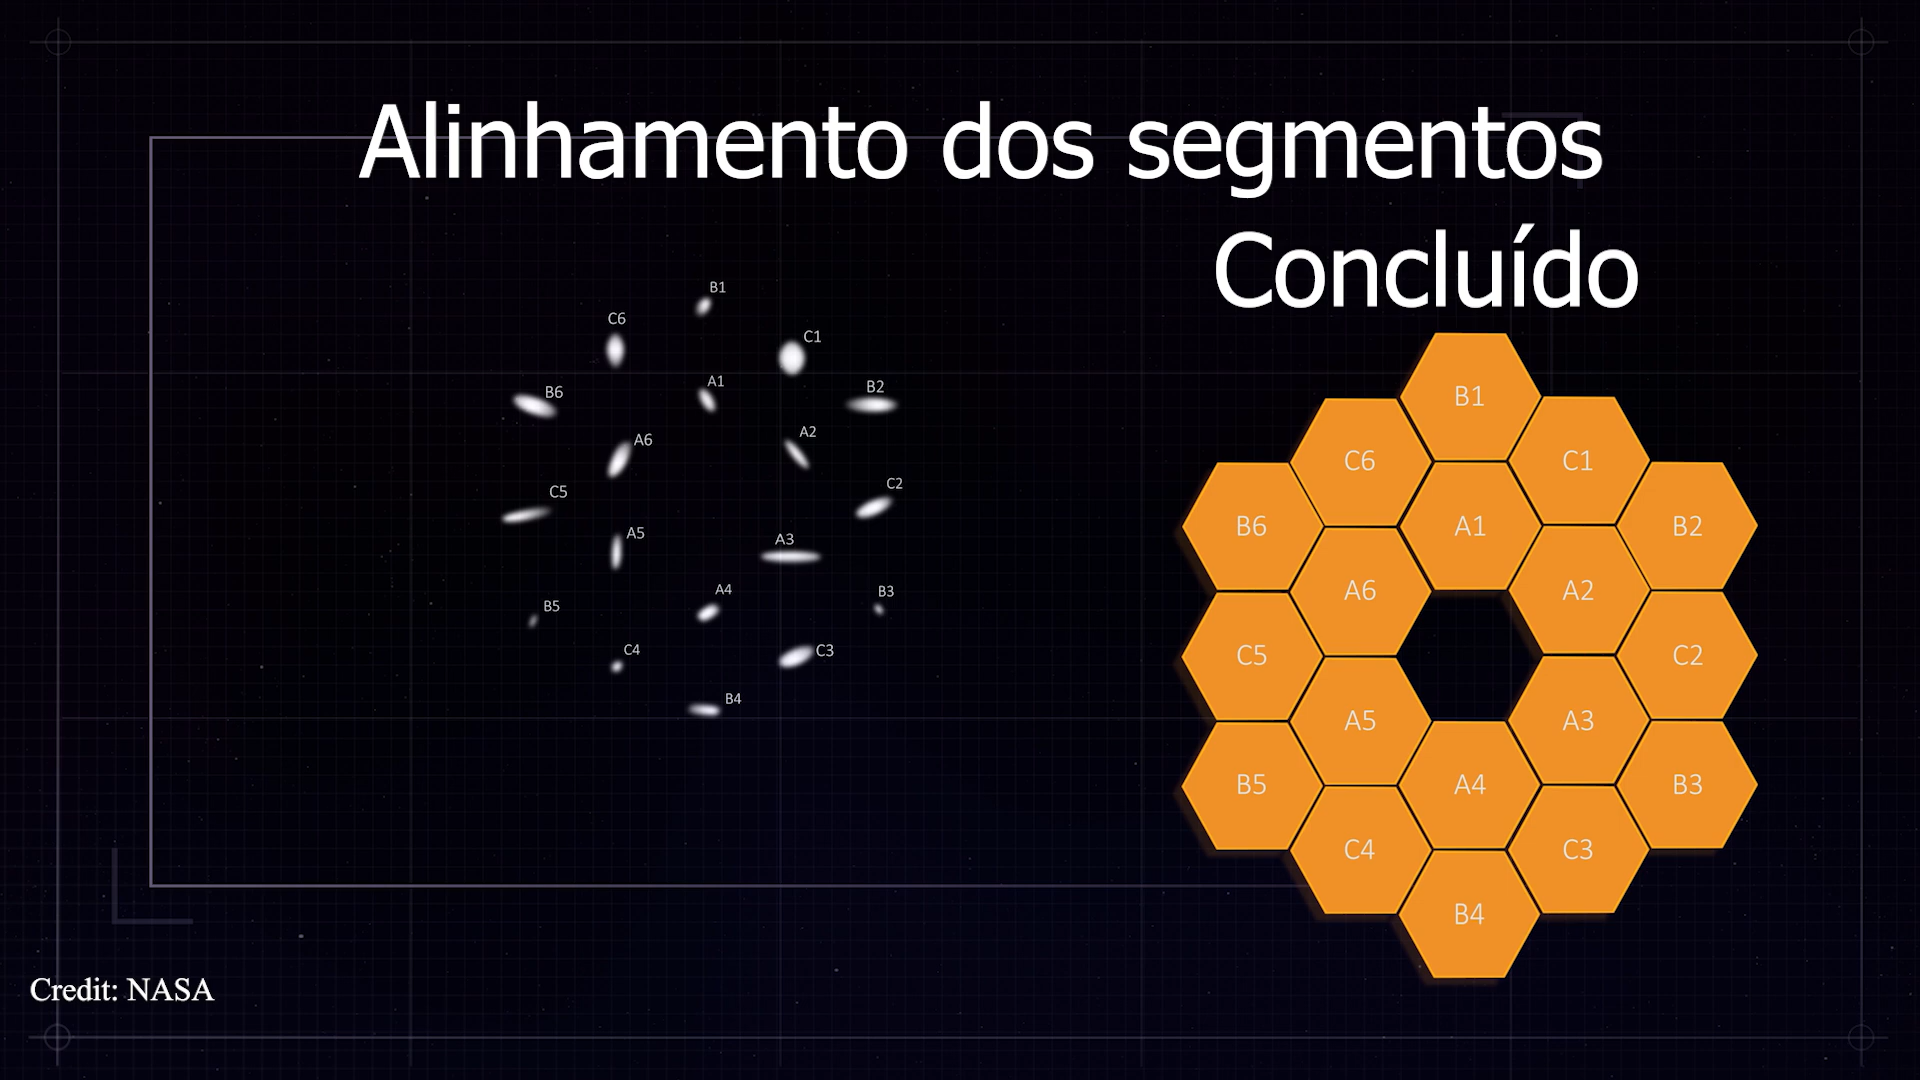 Alinhamento dos segmentos
Concluído
B1
C6
C1
A1
B2
B6
A2
A6
C2
C5
A5
A3
A4
B3
B5
C4
C3
B4
B1
C6
C1
B6
A1
B2
A6
A2
C5
C2
A5
A3
B5
A4
B3
C4
C3
B4
Credit: NASA